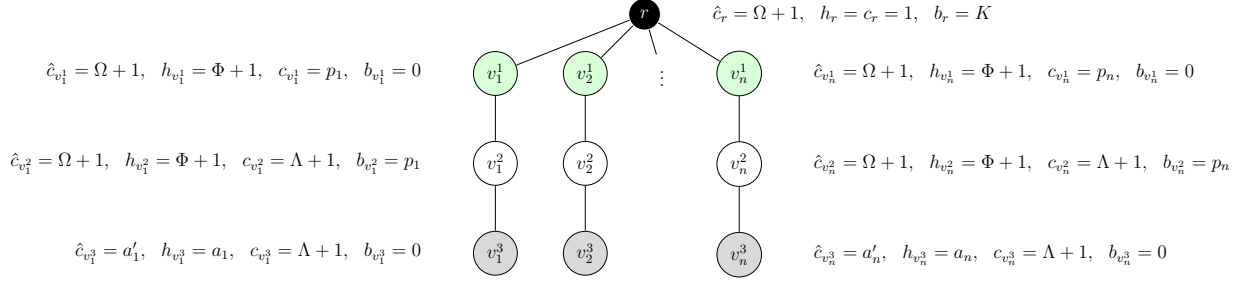 r ĉ_r = Ω + 1, h_r = c_r = 1, b_r = K
ĉ_{v_1^1} = Ω + 1, h_{v_1^1} = Φ + 1, c_{v_1^1} = p_1, b_{v_1^1} = 0 v_1^1 v_2^1 ⋮ v_n^1 ĉ_{v_n^1} = Ω + 1, h_{v_n^1} = Φ + 1, c_{v_n^1} = p_n, b_{v_n^1} = 0
ĉ_{v_1^2} = Ω + 1, h_{v_1^2} = Φ + 1, c_{v_1^2} = Λ + 1, b_{v_1^2} = p_1 v_1^2 v_2^2 v_n^2 ĉ_{v_n^2} = Ω + 1, h_{v_n^2} = Φ + 1, c_{v_n^2} = Λ + 1, b_{v_n^2} = p_n
ĉ_{v_1^3} = a'_1, h_{v_1^3} = a_1, c_{v_1^3} = Λ + 1, b_{v_1^3} = 0 v_1^3 v_2^3 v_n^3 ĉ_{v_n^3} = a'_n, h_{v_n^3} = a_n, c_{v_n^3} = Λ + 1, b_{v_n^3} = 0